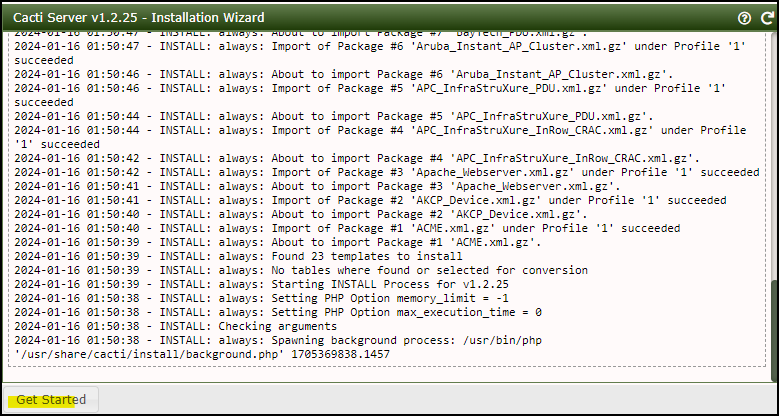 Cacti Server v1.2.25 - Installation Wizard
2024-01-16 01:50:47 - INSTALL: always: About to import Package #7 'BayTech_PDU.xml.gz'.
2024-01-16 01:50:47 - INSTALL: always: Import of Package #6 'Aruba_Instant_AP_Cluster.xml.gz' under Profile '1'
succeeded
2024-01-16 01:50:46 - INSTALL: always: About to import Package #6 'Aruba_Instant_AP_Cluster.xml.gz'.
2024-01-16 01:50:46 - INSTALL: always: Import of Package #5 'APC_InfraStruXure_PDU.xml.gz' under Profile '1'
succeeded
2024-01-16 01:50:44 - INSTALL: always: About to import Package #5 'APC_InfraStruXure_PDU.xml.gz'.
2024-01-16 01:50:44 - INSTALL: always: Import of Package #4 'APC_InfraStruXure_InRow_CRAC.xml.gz' under Profile
'1' succeeded
2024-01-16 01:50:42 - INSTALL: always: About to import Package #4 'APC_InfraStruXure_InRow_CRAC.xml.gz'.
2024-01-16 01:50:42 - INSTALL: always: Import of Package #3 'Apache_Webserver.xml.gz' under Profile '1' succeeded
2024-01-16 01:50:41 - INSTALL: always: About to import Package #3 'Apache_Webserver.xml.gz'.
2024-01-16 01:50:41 - INSTALL: always: Import of Package #2 'AKCP_Device.xml.gz' under Profile '1' succeeded
2024-01-16 01:50:40 - INSTALL: always: About to import Package #2 'AKCP_Device.xml.gz'.
2024-01-16 01:50:40 - INSTALL: always: Import of Package #1 'ACME.xml.gz' under Profile '1' succeeded
2024-01-16 01:50:39 - INSTALL: always: About to import Package #1 'ACME.xml.gz'.
2024-01-16 01:50:39 - INSTALL: always: Found 23 templates to install
2024-01-16 01:50:39 - INSTALL: always: No tables where found or selected for conversion
2024-01-16 01:50:39 - INSTALL: always: Starting INSTALL Process for v1.2.25
2024-01-16 01:50:38 - INSTALL: always: Setting PHP Option memory_limit = -1
2024-01-16 01:50:38 - INSTALL: always: Setting PHP Option max_execution_time = 0
2024-01-16 01:50:38 - INSTALL: Checking arguments
2024-01-16 01:50:38 - INSTALL: always: Spawning background process: /usr/bin/php
'/usr/share/cacti/install/background.php' 1705369838.1457
Get Started